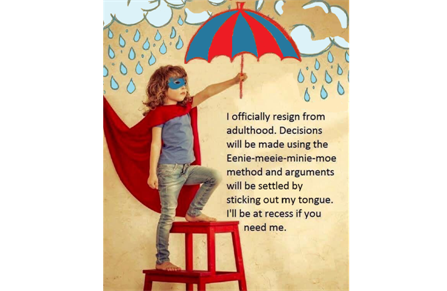 I officially resign from
adulthood. Decisions
will be made using the
Eenie-meeie-minie-moe
method and arguments
will be settled by
sticking out my tongue.
I'll be at recess if you
need me.